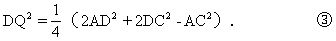 DQ² = 1/4 (2AD² + 2DC² - AC²) . ③